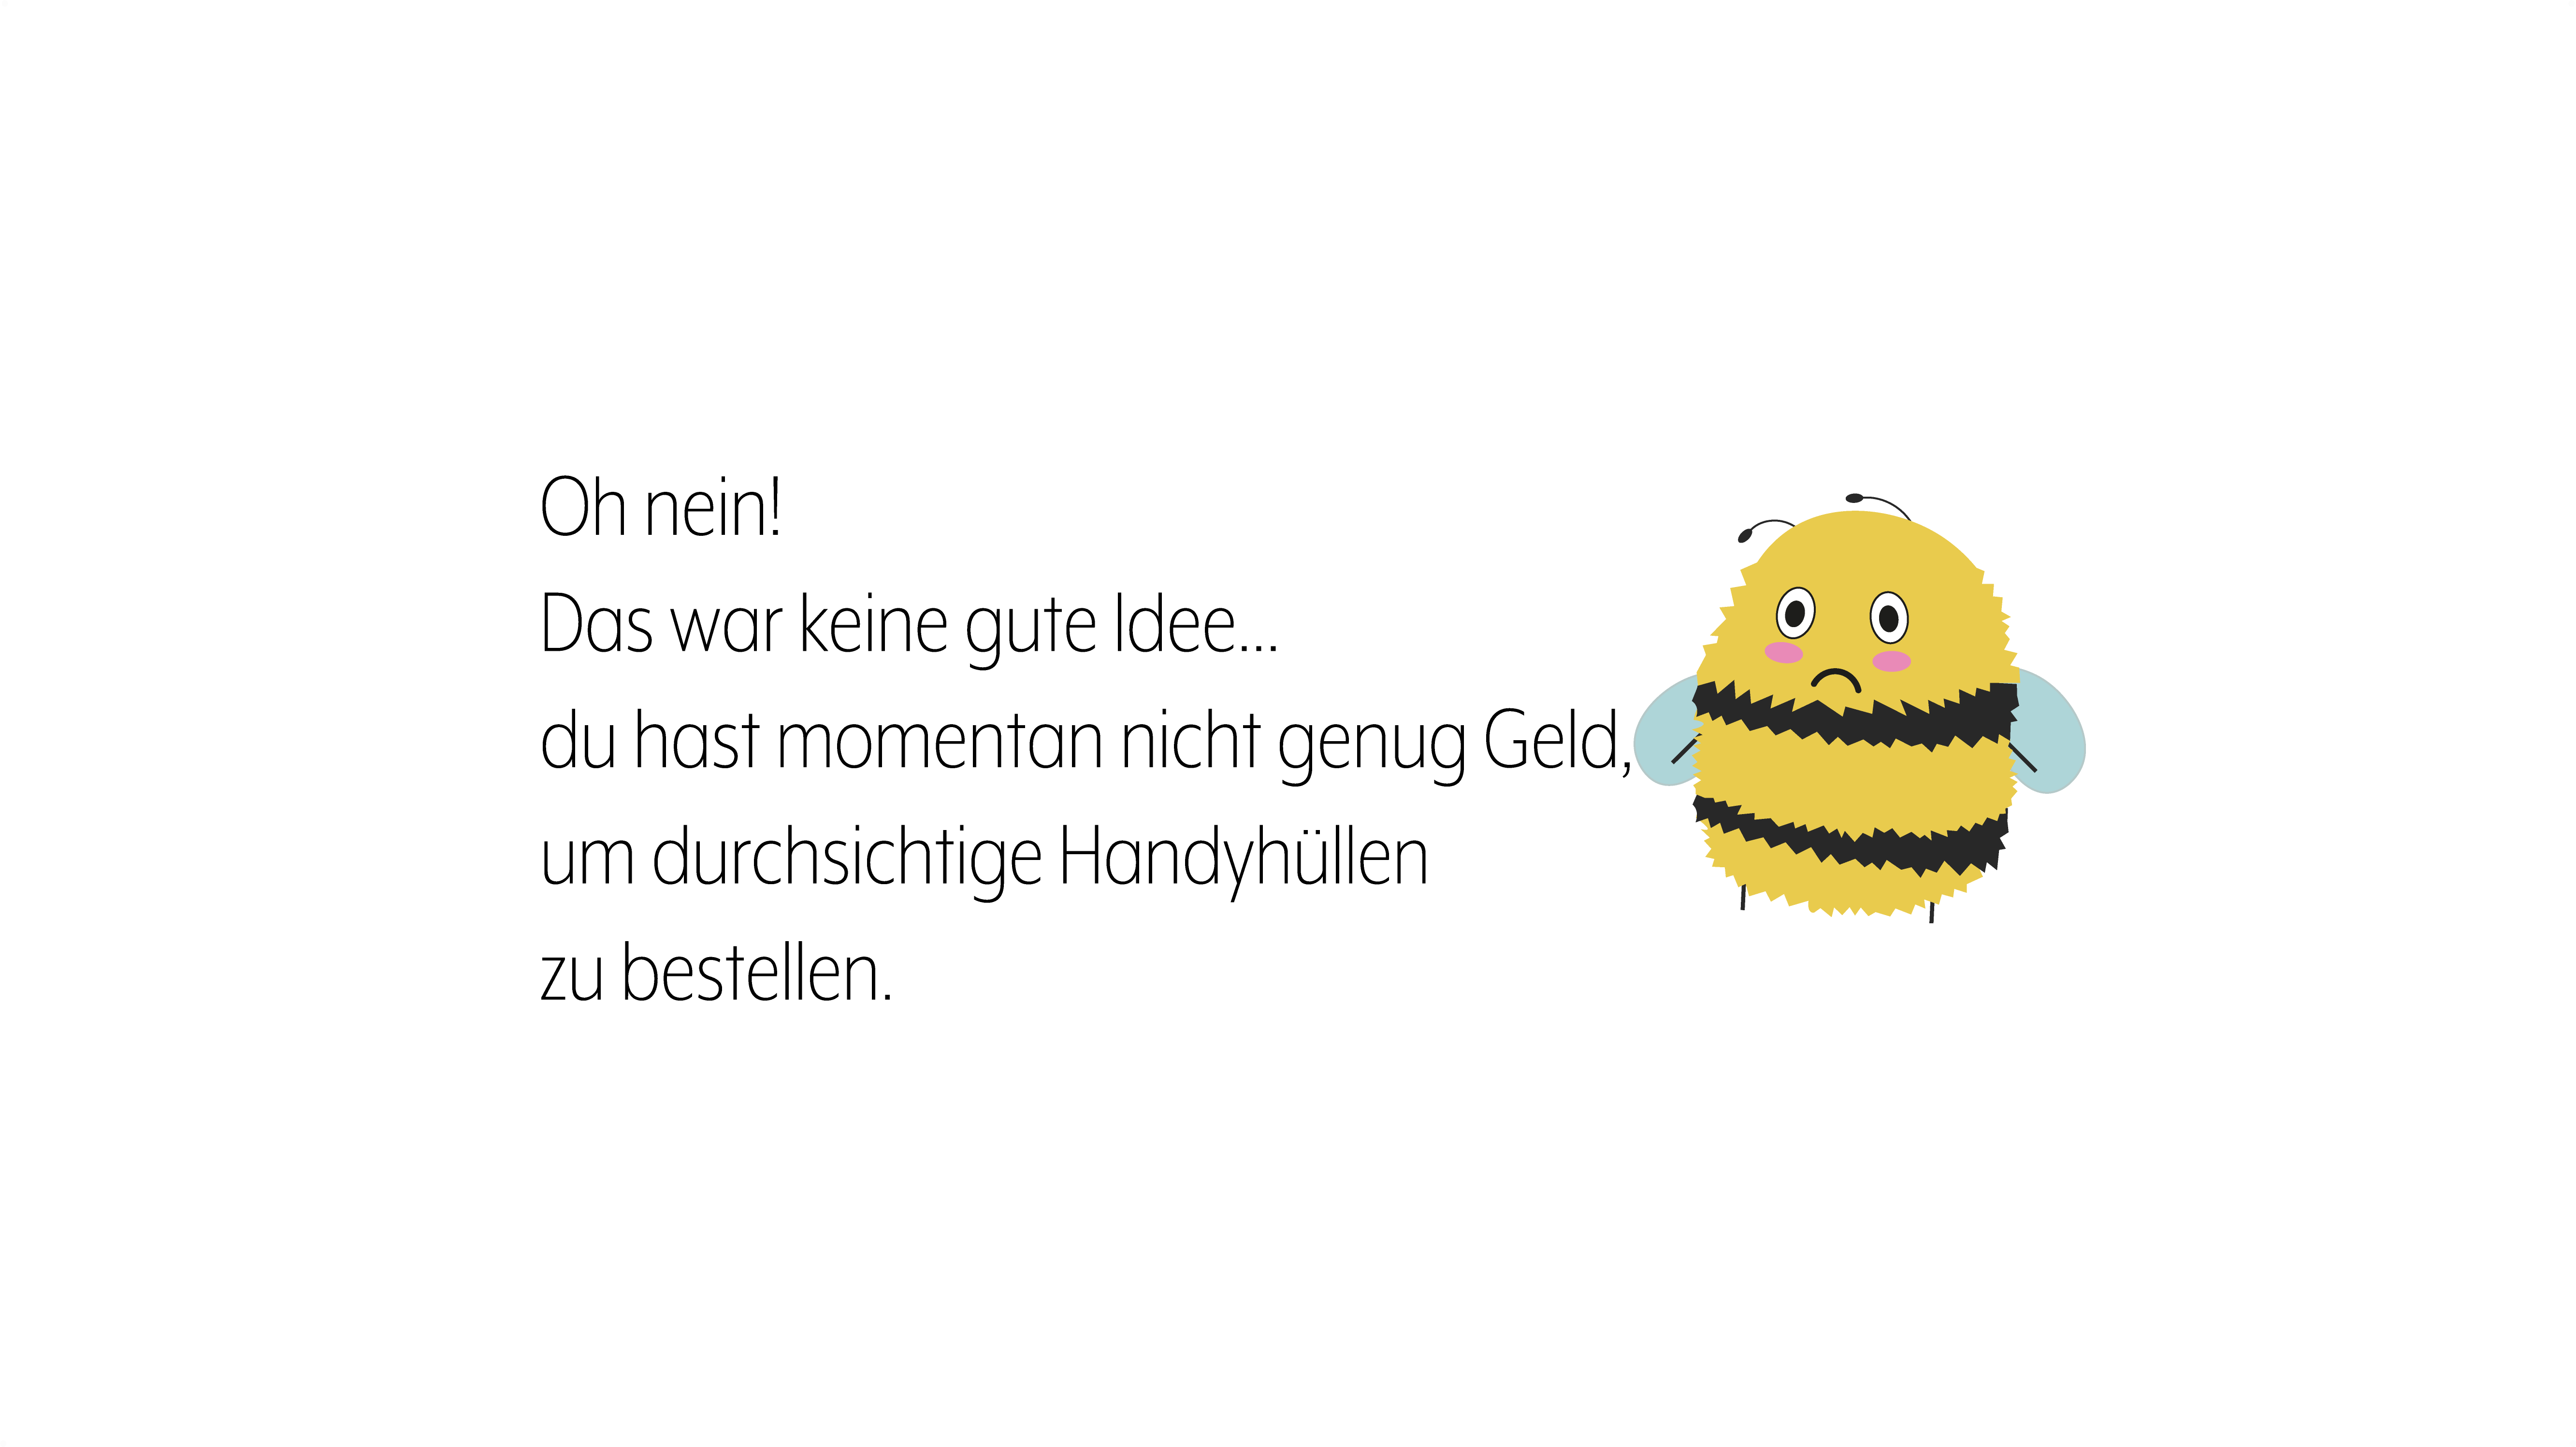 Oh nein!
Das war keine gute Idee...
du hast momentan nicht genug Geld,
um durchsichtige Handyhüllen
zu bestellen.